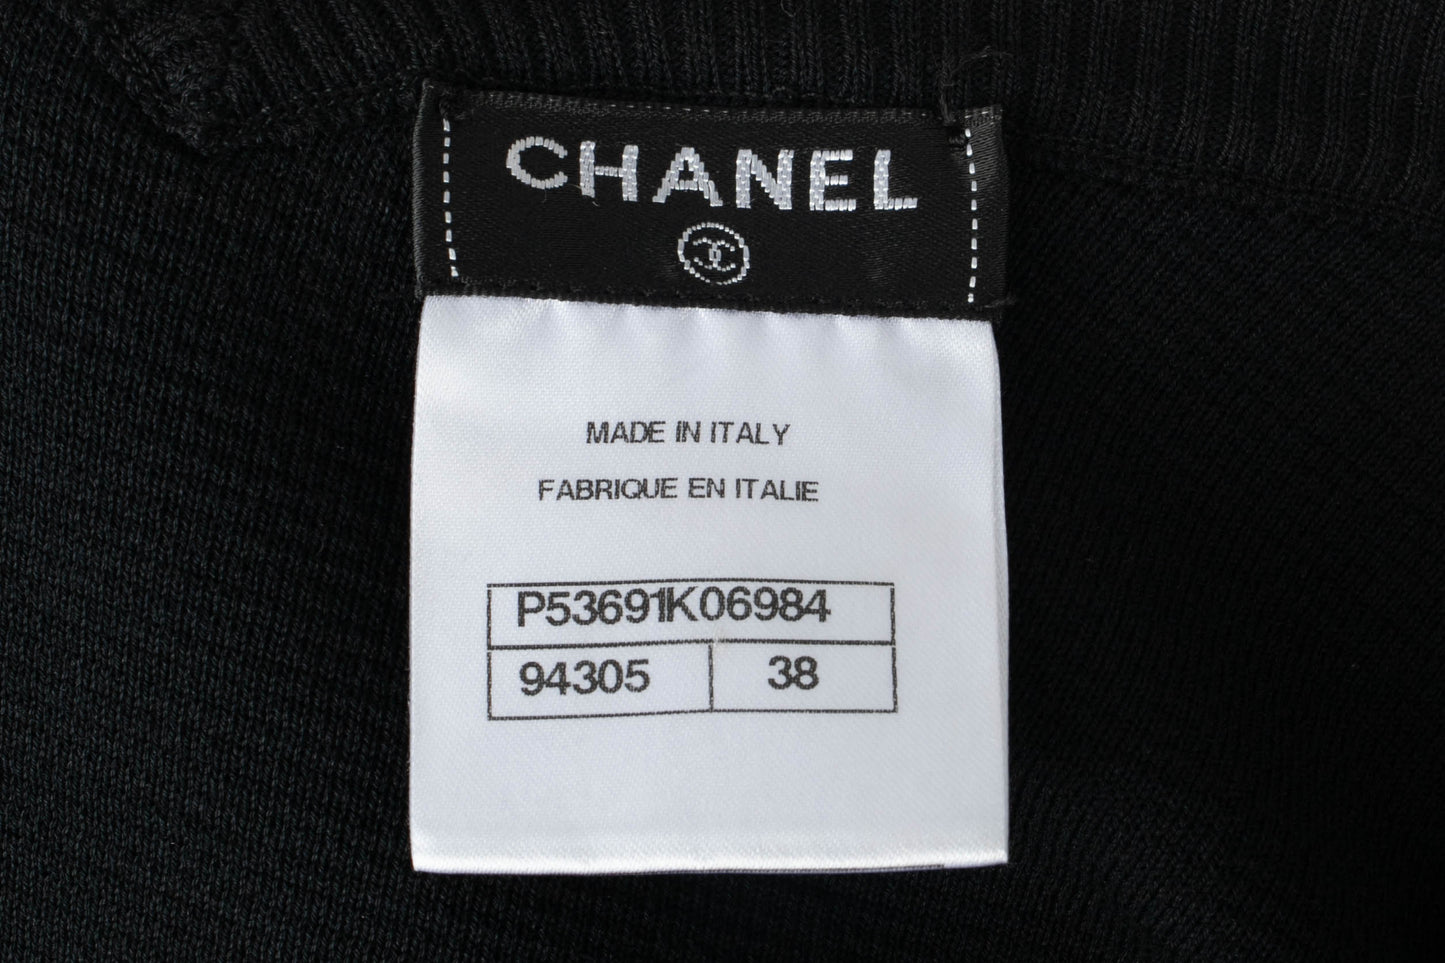 CHANEL
MADE IN ITALY
FABRIQUE EN ITALIE
P53691K06984
94305 38